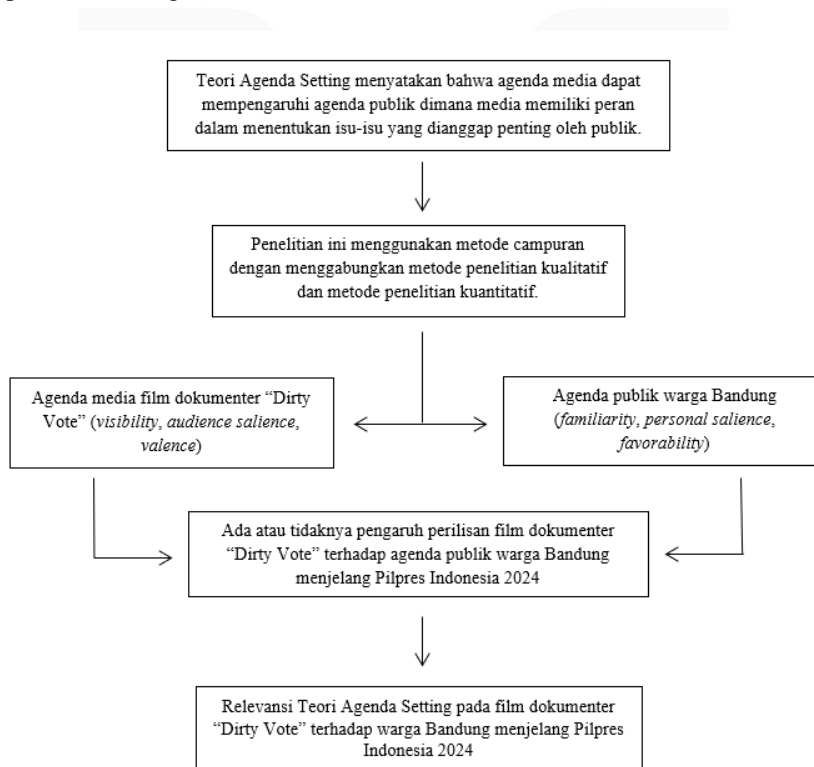 Teori Agenda Setting menyatakan bahwa agenda media dapat
mempengaruhi agenda publik dimana media memiliki peran
dalam menentukan isu-isu yang dianggap penting oleh publik.
Penelitian ini menggunakan metode campuran
dengan menggabungkan metode penelitian kualitatif
dan metode penelitian kuantitatif.
Agenda media film dokumenter “Dirty
Vote” (visibility, audience salience,
valence)
Agenda publik warga Bandung
(familiarity, personal salience,
favorability)
Ada atau tidaknya pengaruh perilisan film dokumenter
“Dirty Vote” terhadap agenda publik warga Bandung
menjelang Pilpres Indonesia 2024
Relevansi Teori Agenda Setting pada film dokumenter
“Dirty Vote” terhadap warga Bandung menjelang Pilpres
Indonesia 2024